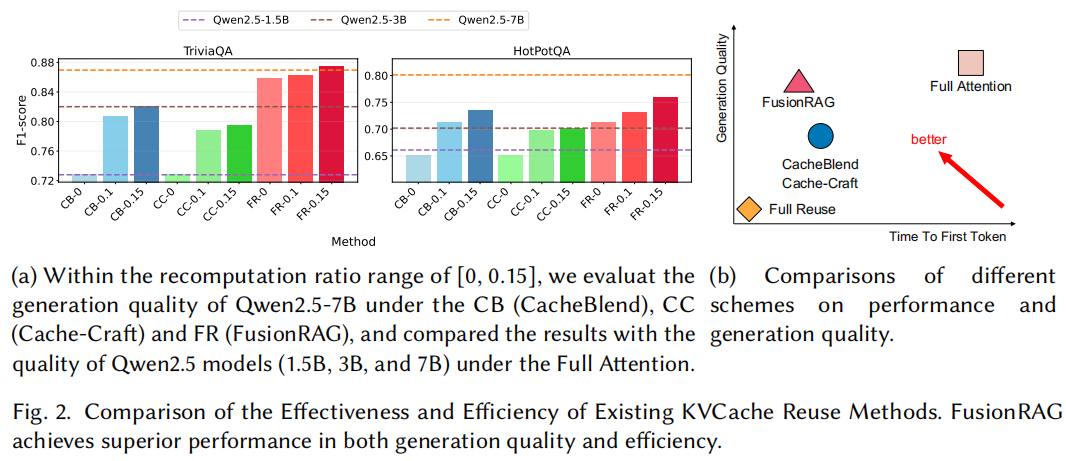 Qwen2.5-1.5B Qwen2.5-3B Qwen2.5-7B
TriviaQA
F1-score
0.88
0.84
0.80
0.76
0.72
CB-0 CB-0.1 CB-0.15 CC-0 CC-0.1 CC-0.15 FR-0 FR-0.1 FR-0.15
HotPotQA
0.80
0.75
0.70
0.65
CB-0 CB-0.1 CB-0.15 CC-0 CC-0.1 CC-0.15 FR-0 FR-0.1 FR-0.15
Method
Generation Quality
Full Attention
FusionRAG
better
CacheBlend
Cache-Craft
Full Reuse
Time To First Token
(a) Within the recomputation ratio range of [0, 0.15], we evaluat the
generation quality of Qwen2.5-7B under the CB (CacheBlend), CC
(Cache-Craft) and FR (FusionRAG), and compared the results with the
quality of Qwen2.5 models (1.5B, 3B, and 7B) under the Full Attention.
(b) Comparisons of different
schemes on performance and
generation quality.
Fig. 2. Comparison of the Effectiveness and Efficiency of Existing KVCache Reuse Methods. FusionRAG
achieves superior performance in both generation quality and efficiency.